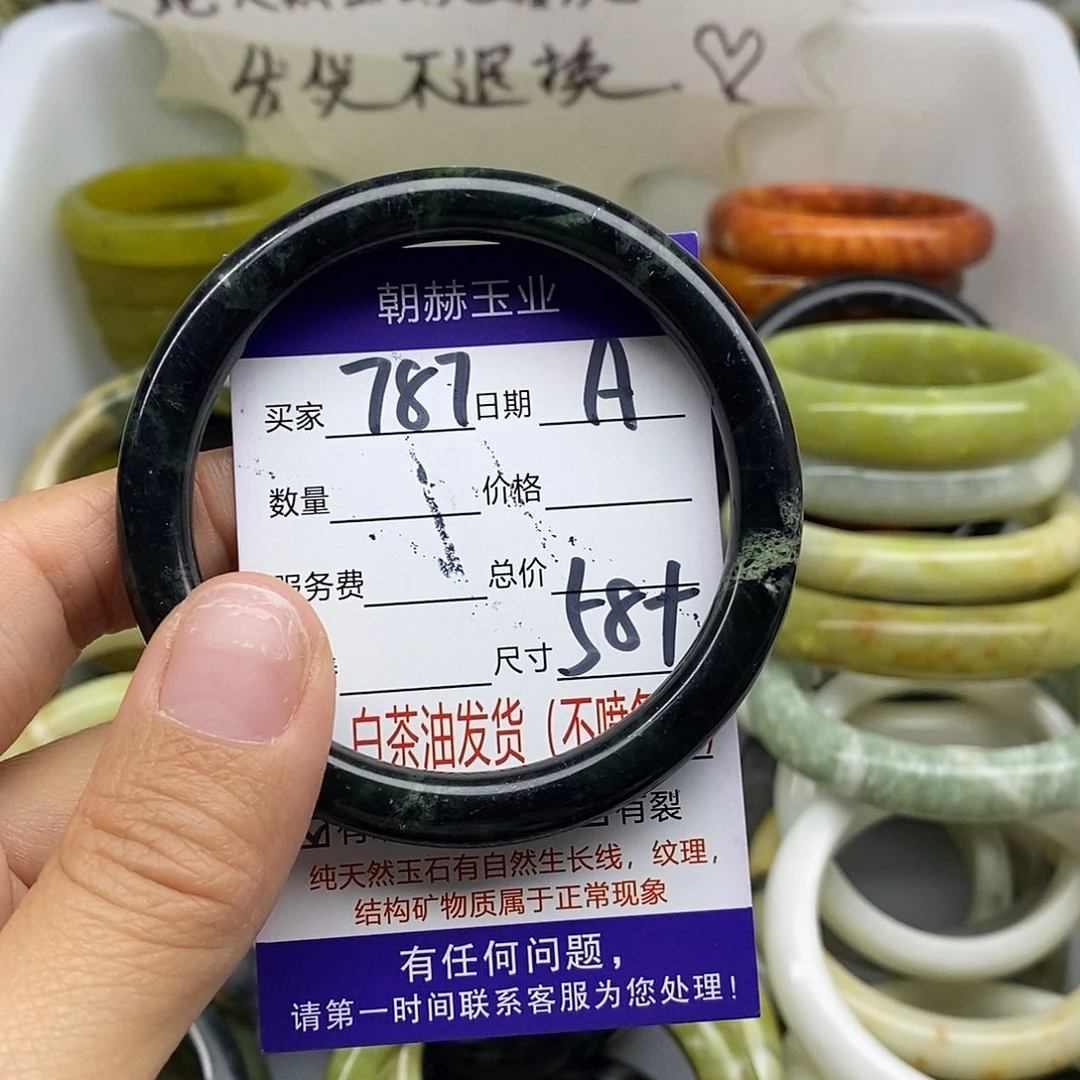 发货不退换
朝赫玉业
买家 787 日期 A
数量 价格
服务费 总价
尺寸 58+
白茶油发货（不喷
有裂
纯天然玉石有自然生长线，纹理，
结构矿物质属于正常现象
有任何问题，
请第一时间联系客服为您处理！